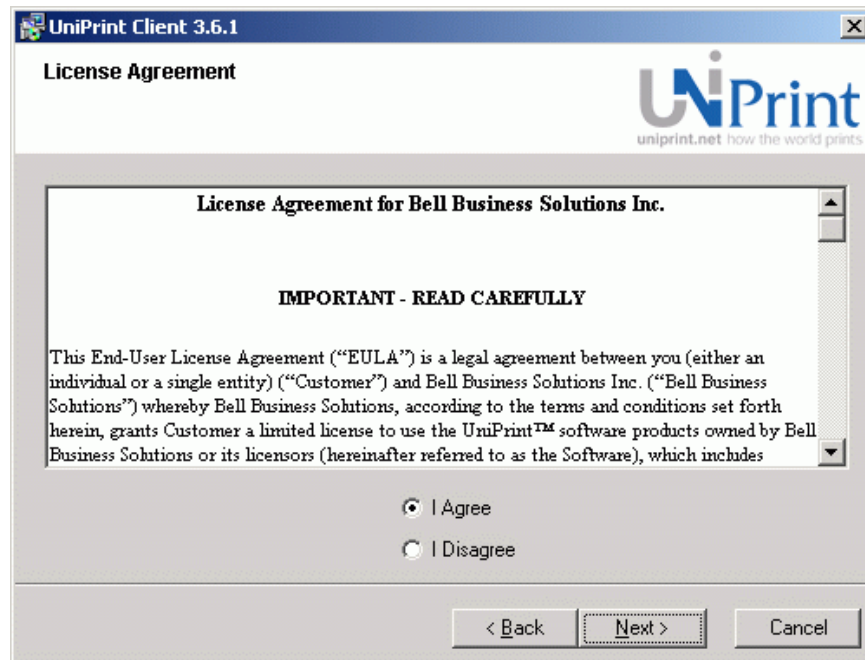 UniPrint Client 3.6.1
License Agreement
UNiPrint
uniprint.net how the world prints
License Agreement for Bell Business Solutions Inc.
IMPORTANT - READ CAREFULLY
This End-User License Agreement (“EULA”) is a legal agreement between you (either an
individual or a single entity) (“Customer”) and Bell Business Solutions Inc. (“Bell Business
Solutions”) whereby Bell Business Solutions, according to the terms and conditions set forth
herein, grants Customer a limited license to use the UniPrint™ software products owned by Bell
Business Solutions or its licensors (hereinafter referred to as the Software), which includes
I Agree
I Disagree
< Back
Next >
Cancel